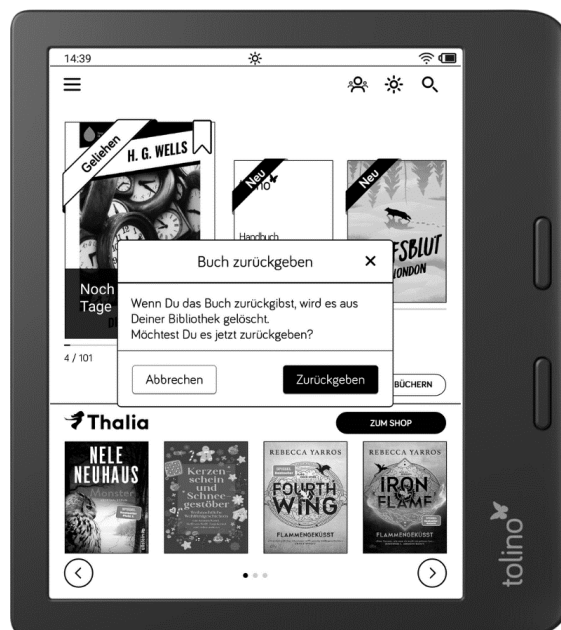 14:39
Geliehen
H. G. WELLS
Neu
tolino
Handbuch
Neu
LONDON
Noch
Tage
Buch zurückgeben
Wenn Du das Buch zurückgibst, wird es aus
Deiner Bibliothek gelöscht.
Möchtest Du es jetzt zurückgeben?
Abbrechen
Zurückgeben
4 / 101
BÜCHERN
Thalia
ZUM SHOP
NELE
NEUHAUS
Monster
Kerzen-
schein
und
Schnee-
gestöber
REBECCA YARROS
FOURTH
WING
FLAMMENGEKÜSST
REBECCA YARROS
IRON
FLAME
FLAMMENGEKÜSST
tolino